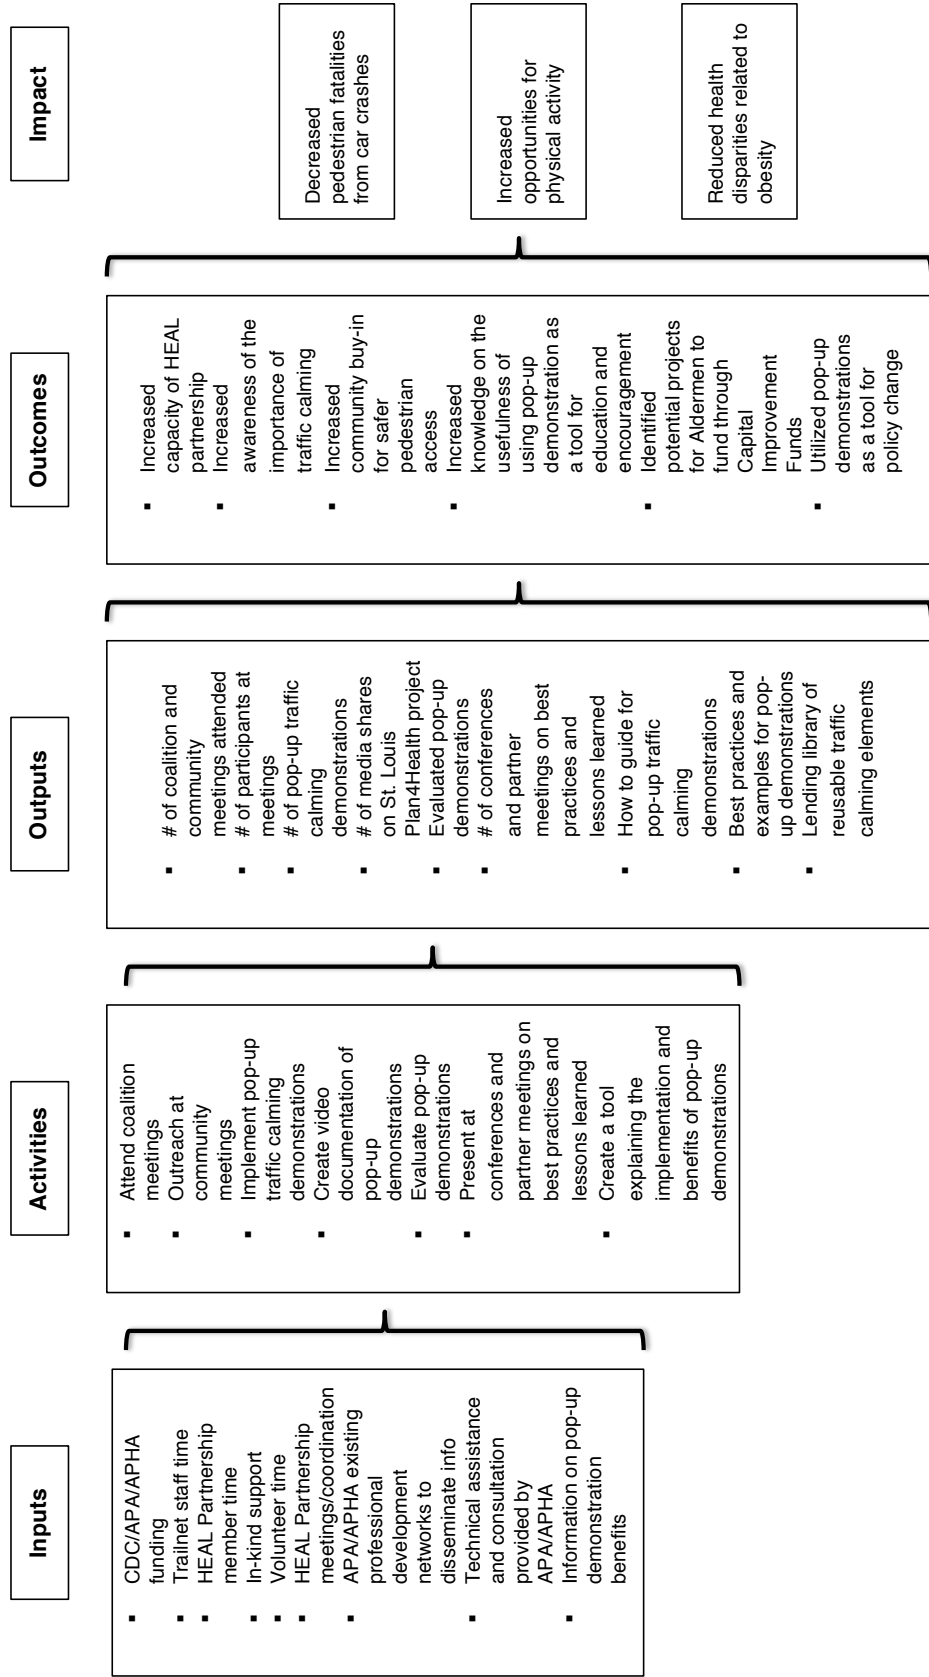 Inputs
CDC/APA/APHA
funding
Trailnet staff time
HEAL Partnership
member time
In-kind support
Volunteer time
HEAL Partnership
meetings/coordination
APA/APHA existing
professional
development
networks to
disseminate info
Technical assistance
and consultation
provided by
APA/APHA
Information on pop-up
demonstration
benefits
Activities
Attend coalition
meetings
Outreach at
community
meetings
Implement pop-up
traffic calming
demonstrations
Create video
documentation of
pop-up
demonstrations
Evaluate pop-up
demonstrations
Present at
conferences and
partner meetings on
best practices and
lessons learned
Create a tool
explaining the
implementation and
benefits of pop-up
demonstrations
Outputs
# of coalition and
community
meetings attended
# of participants at
meetings
# of pop-up traffic
calming
demonstrations
# of media shares
on St. Louis
Plan4Health project
Evaluated pop-up
demonstrations
# of conferences
and partner
meetings on best
practices and
lessons learned
How to guide for
pop-up traffic
calming
demonstrations
Best practices and
examples for pop-
up demonstrations
Lending library of
reusable traffic
calming elements
Outcomes
Increased
capacity of HEAL
partnership
Increased
awareness of the
importance of
traffic calming
Increased
community buy-in
for safer
pedestrian
access
Increased
knowledge on the
usefulness of
using pop-up
demonstration as
a tool for
education and
encouragement
Identified
potential projects
for Aldermen to
fund through
Capital
Improvement
Funds
Utilized pop-up
demonstrations
as a tool for
policy change
Impact
Decreased
pedestrian fatalities
from car crashes
Increased
opportunities for
physical activity
Reduced health
disparities related to
obesity